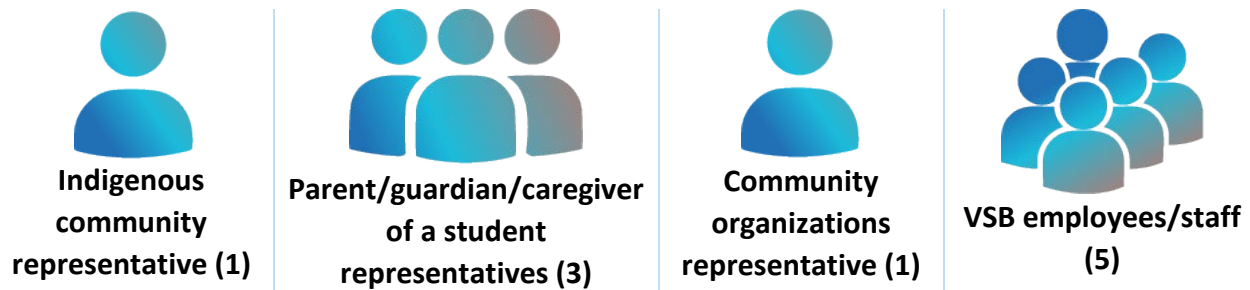 Indigenous
community
representative (1)
Parent/guardian/caregiver
of a student
representatives (3)
Community
organizations
representative (1)
VSB employees/staff
(5)